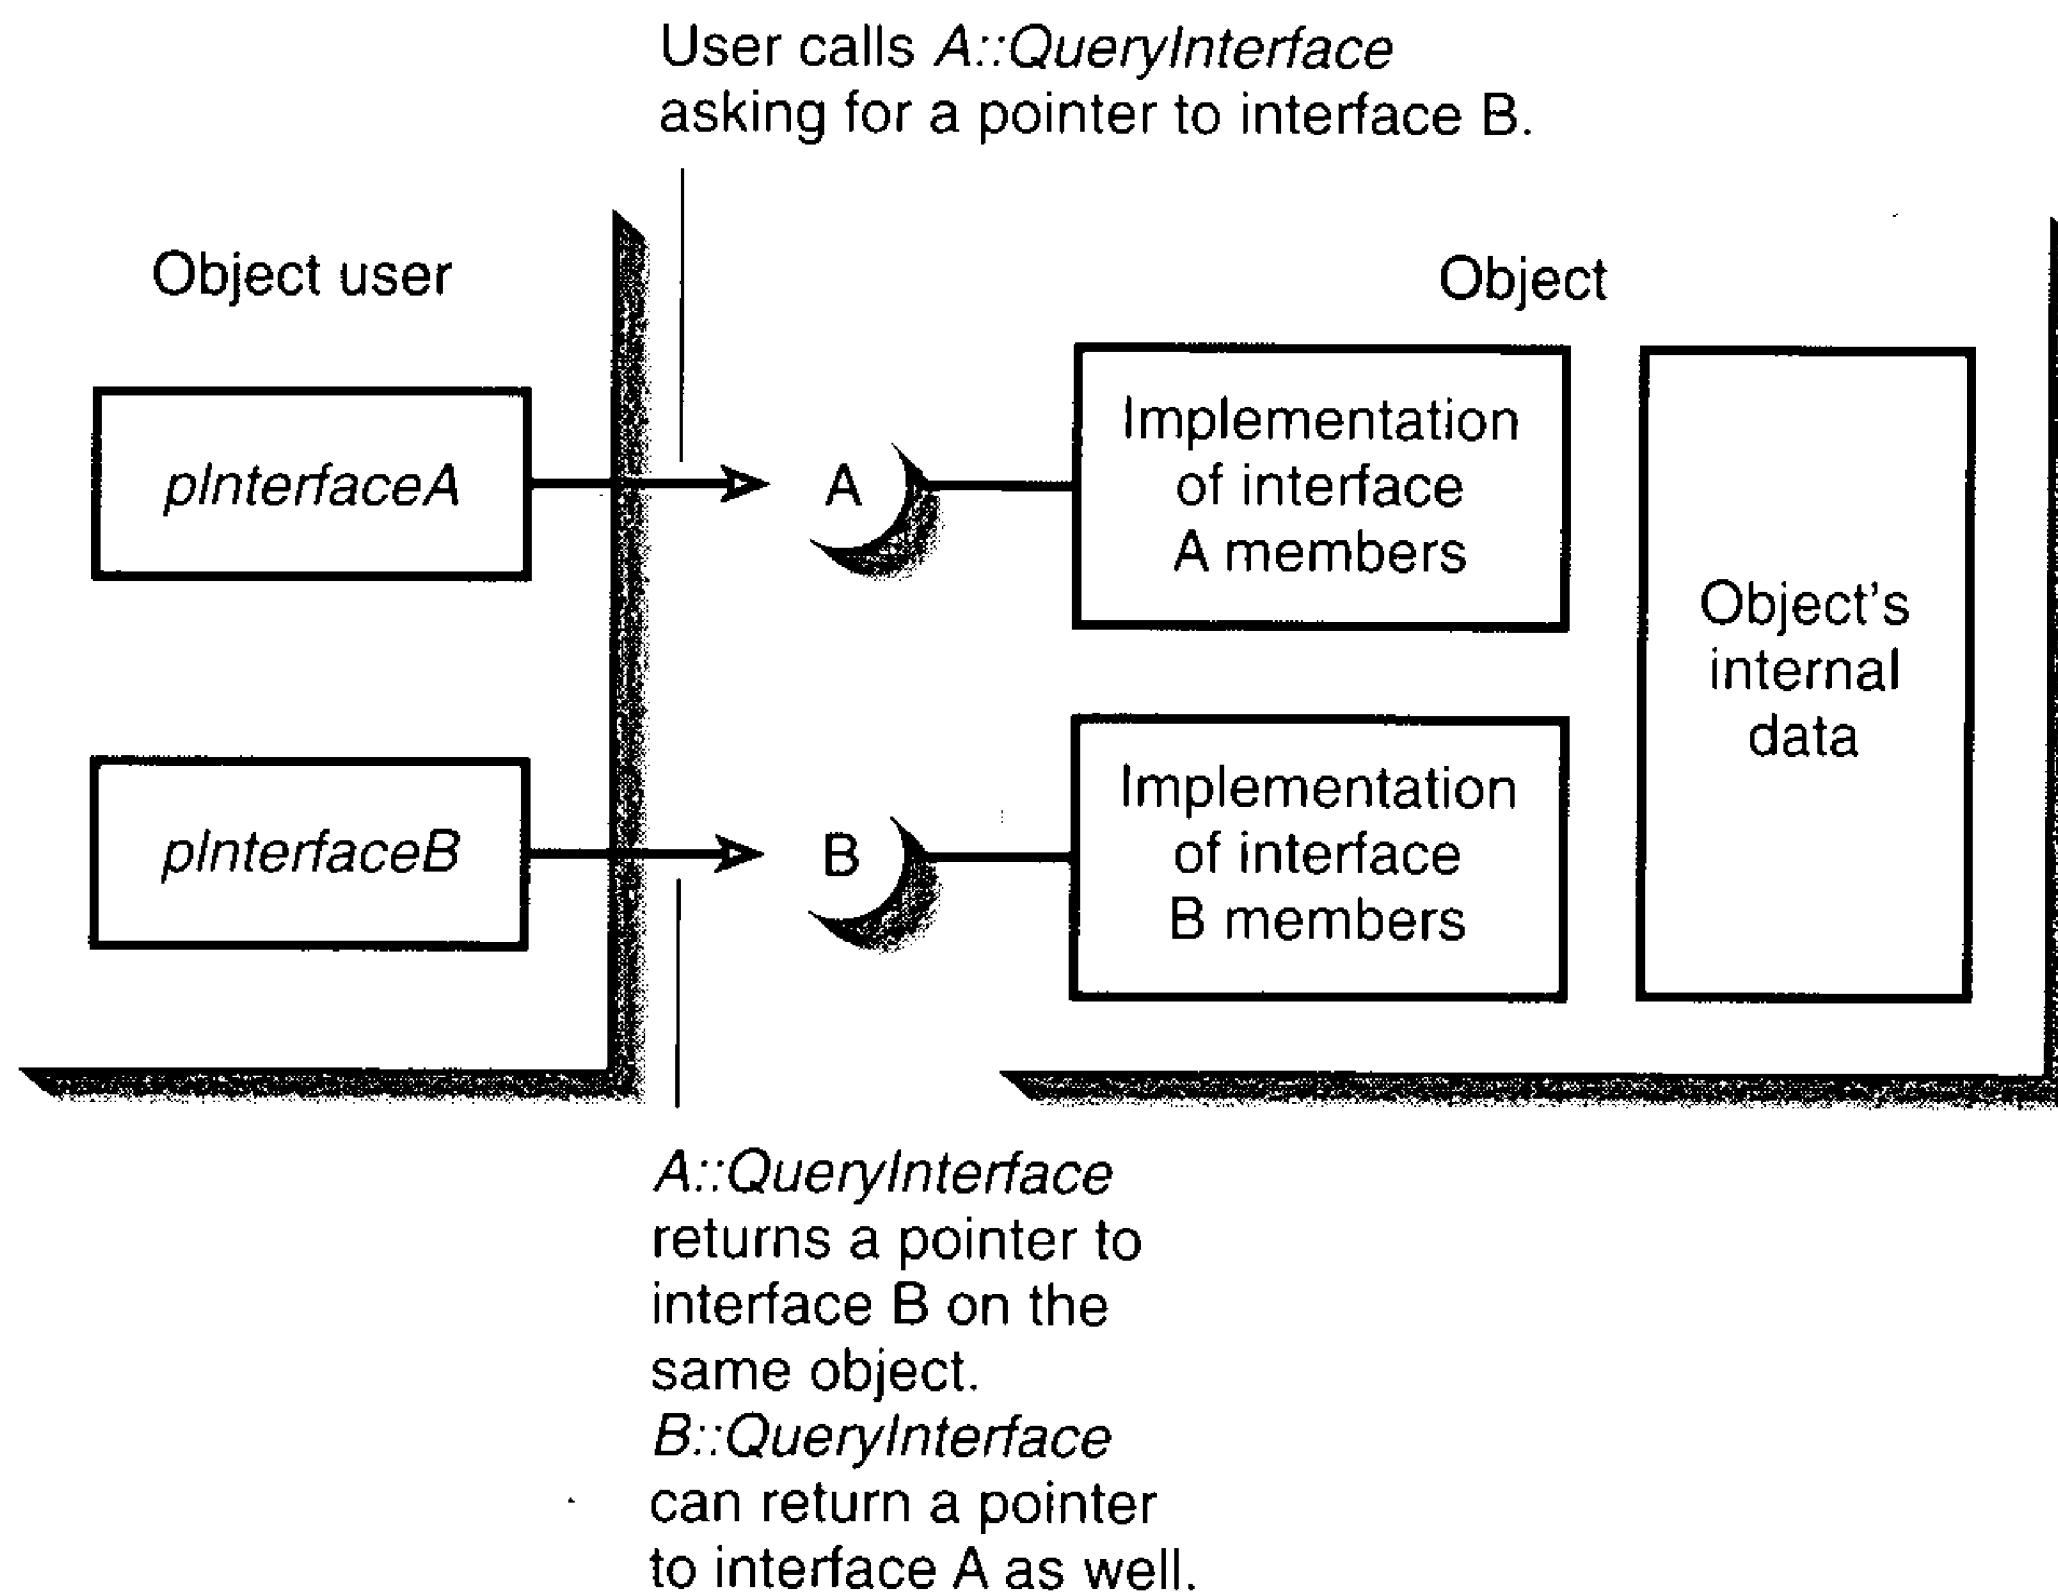 User calls A::QueryInterface
asking for a pointer to interface B.
Object user
Object
pInterfaceA
A
Implementation
of interface
A members
Object's
internal
data
pInterfaceB
B
Implementation
of interface
B members
A::QueryInterface
returns a pointer to
interface B on the
same object.
B::QueryInterface
can return a pointer
to interface A as well.